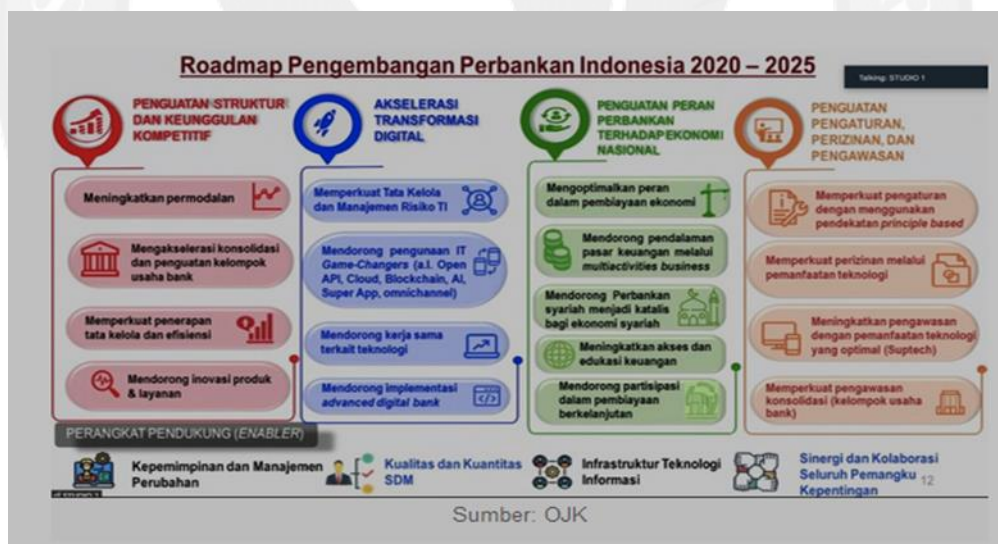 Roadmap Pengembangan Perbankan Indonesia 2020 – 2025
Talking: STUDIO 1
PENGUATAN STRUKTUR
DAN KEUNGGULAN
KOMPETITIF
Meningkatkan permodalan
Mengakselerasi konsolidasi
dan penguatan kelompok
usaha bank
Memperkuat penerapan
tata kelola dan efisiensi
Mendorong inovasi produk
& layanan
AKSELERASI
TRANSFORMASI
DIGITAL
Memperkuat Tata Kelola
dan Manajemen Risiko TI
Mendorong pengunaan IT
Game-Changers (a.l. Open
API, Cloud, Blockchain, AI,
Super App, omnichannel)
Mendorong kerja sama
terkait teknologi
Mendorong implementasi
advanced digital bank
PENGUATAN PERAN
PERBANKAN
TERHADAP EKONOMI
NASIONAL
Mengoptimalkan peran
dalam pembiayaan ekonomi
Mendorong pendalaman
pasar keuangan melalui
multiactivities business
Mendorong Perbankan
syariah menjadi katalis
bagi ekonomi syariah
Meningkatkan akses dan
edukasi keuangan
Mendorong partisipasi
dalam pembiayaan
berkelanjutan
PENGUATAN
PENGATURAN,
PERIZINAN, DAN
PENGAWASAN
Memperkuat pengaturan
dengan menggunakan
pendekatan principle based
Memperkuat perizinan melalui
pemanfaatan teknologi
Meningkatkan pengawasan
dengan pemanfaatan teknologi
yang optimal (Suptech)
Memperkuat pengawasan
konsolidasi (kelompok usaha
bank)
PERANGKAT PENDUKUNG (ENABLER)
Kepemimpinan dan Manajemen
Perubahan
Kualitas dan Kuantitas
SDM
Infrastruktur Teknologi
Informasi
Sinergi dan Kolaborasi
Seluruh Pemangku
Kepentingan
12
Sumber: OJK